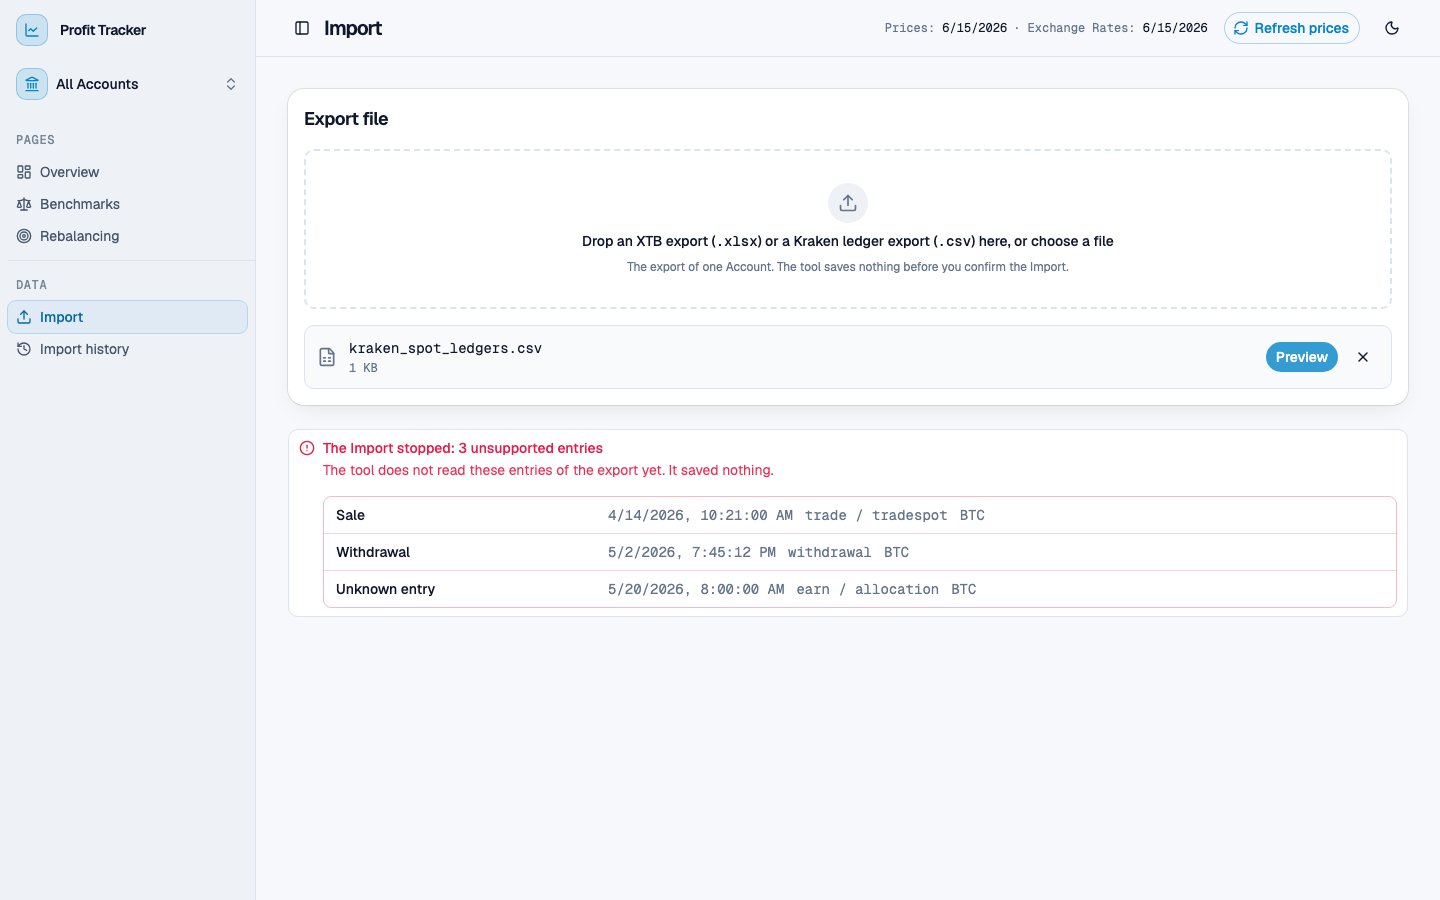 Profit Tracker
All Accounts
PAGES
Overview
Benchmarks
Rebalancing
DATA
Import
Import history
Import
Prices: 6/15/2026 · Exchange Rates: 6/15/2026
Refresh prices
Export file
Drop an XTB export (.xlsx) or a Kraken ledger export (.csv) here, or choose a file
The export of one Account. The tool saves nothing before you confirm the Import.
kraken_spot_ledgers.csv
1 KB
Preview
The Import stopped: 3 unsupported entries
The tool does not read these entries of the export yet. It saved nothing.
Sale 4/14/2026, 10:21:00 AM trade / tradespot BTC
Withdrawal 5/2/2026, 7:45:12 PM withdrawal BTC
Unknown entry 5/20/2026, 8:00:00 AM earn / allocation BTC